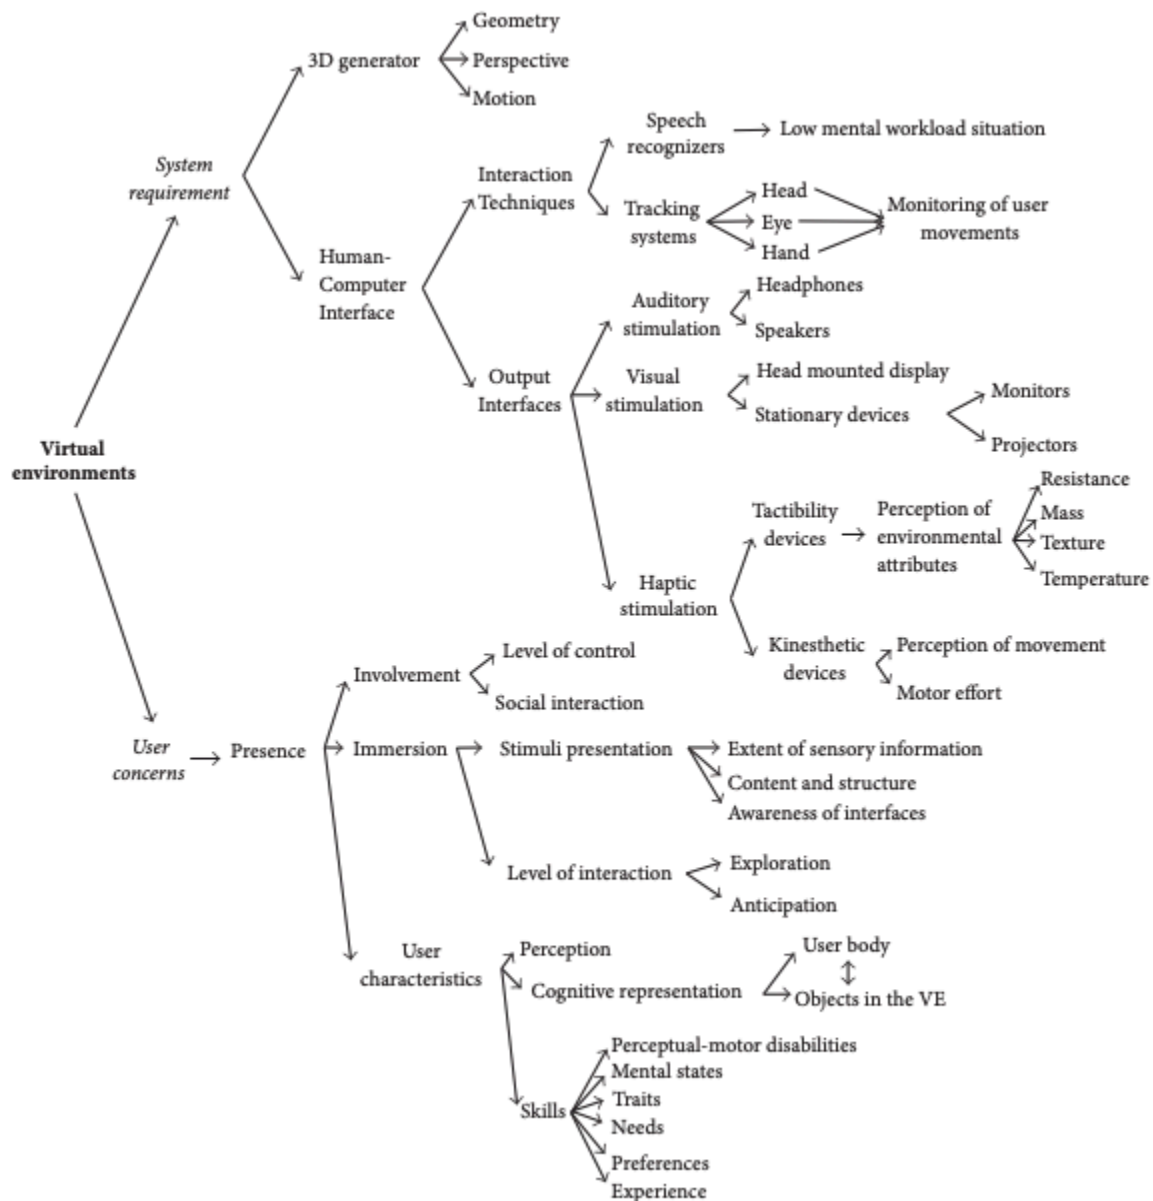 Geometry
3D generator
Perspective
Motion
Speech
recognizers
Low mental workload situation
System
requirement
Interaction
Techniques
Tracking
systems
Head
Eye
Hand
Monitoring of user
movements
Human-
Computer
Interface
Auditory
stimulation
Headphones
Speakers
Output
Interfaces
Visual
stimulation
Head mounted display
Stationary devices
Monitors
Projectors
Virtual
environments
Haptic
stimulation
Tactibility
devices
Perception of
environmental
attributes
Resistance
Mass
Texture
Temperature
Kinesthetic
devices
Perception of movement
Motor effort
User
concerns
Presence
Involvement
Level of control
Social interaction
Immersion
Stimuli presentation
Extent of sensory information
Content and structure
Awareness of interfaces
Level of interaction
Exploration
Anticipation
User
characteristics
Perception
Cognitive representation
User body
Objects in the VE
Skills
Perceptual-motor disabilities
Mental states
Traits
Needs
Preferences
Experience